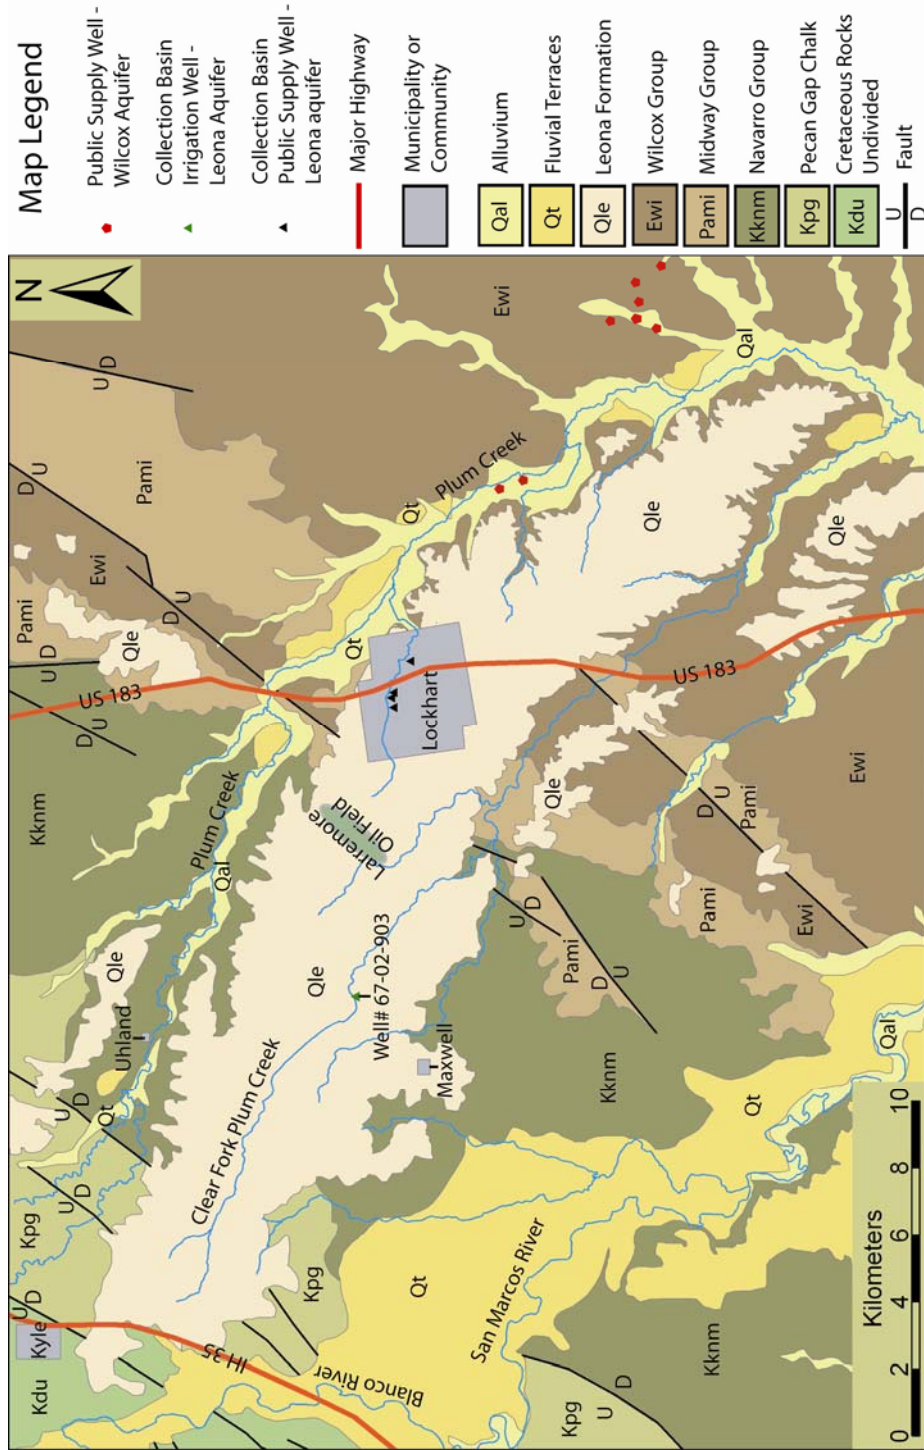 Map Legend
Public Supply Well -
Wilcox Aquifer
Collection Basin
Irrigation Well -
Leona Aquifer
Collection Basin
Public Supply Well -
Leona aquifer
Major Highway
Municipality or
Community
Qal Alluvium
Qt Fluvial Terraces
Qle Leona Formation
Ewi Wilcox Group
Pami Midway Group
Kknm Navarro Group
Kpg Pecan Gap Chalk
Kdu Cretaceous Rocks
Undivided
U
D
Fault
N
Kdu
Kyle
U
D
Kpg
U
D
U
D
Qt
Uhland
Qle
Kknm
D
U
U
D
Pami
US 183
Qle
Ewi
D
U
D
U
Pami
U
D
Ewi
Plum Creek
Qal
Qt
Qt
Plum Creek
IH 35
Clear Fork Plum Creek
Qle
Larremore
Oil Field
Lockhart
Qle
Qal
Well# 67-02-903
Maxwell
Blanco River
Kpg
Qt
San Marcos River
Kknm
U
D
Pami
D
U
Qle
US 183
Qle
Pami
D
U
Pami
Ewi
Ewi
Qt
Qal
Kpg
U
D
Kknm
0
2
4
6
8
10
Kilometers